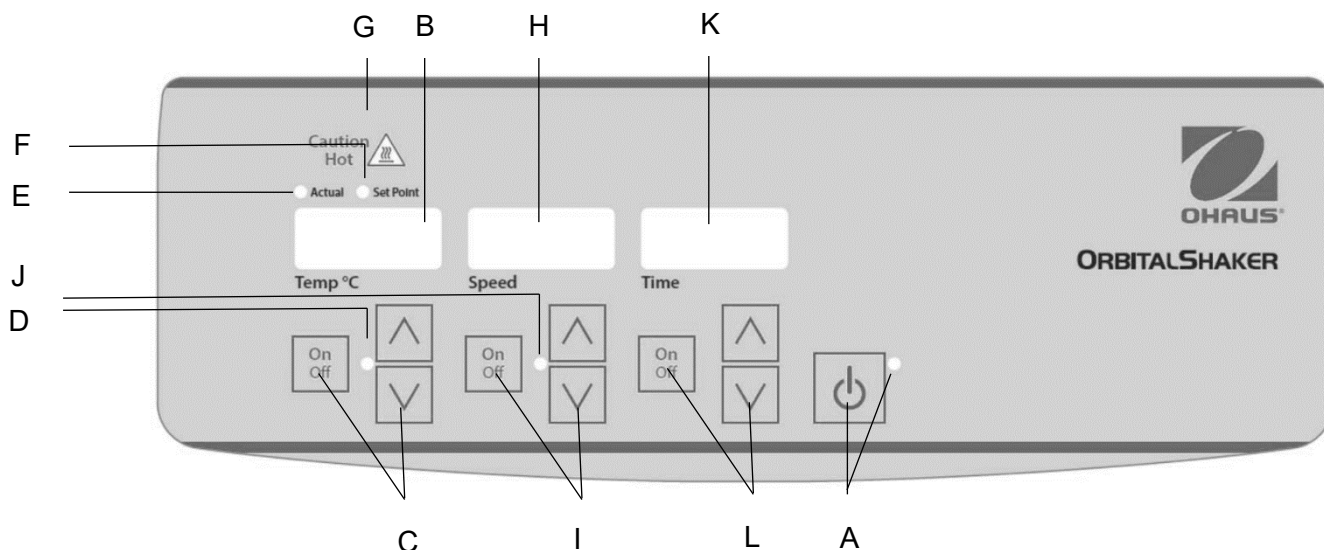 G B H K
F
Caution
Hot
E
Actual Set Point
OHAUS®
ORBITALSHAKER
J
Temp °C Speed Time
D
On On On
Off Off Off
C I L A